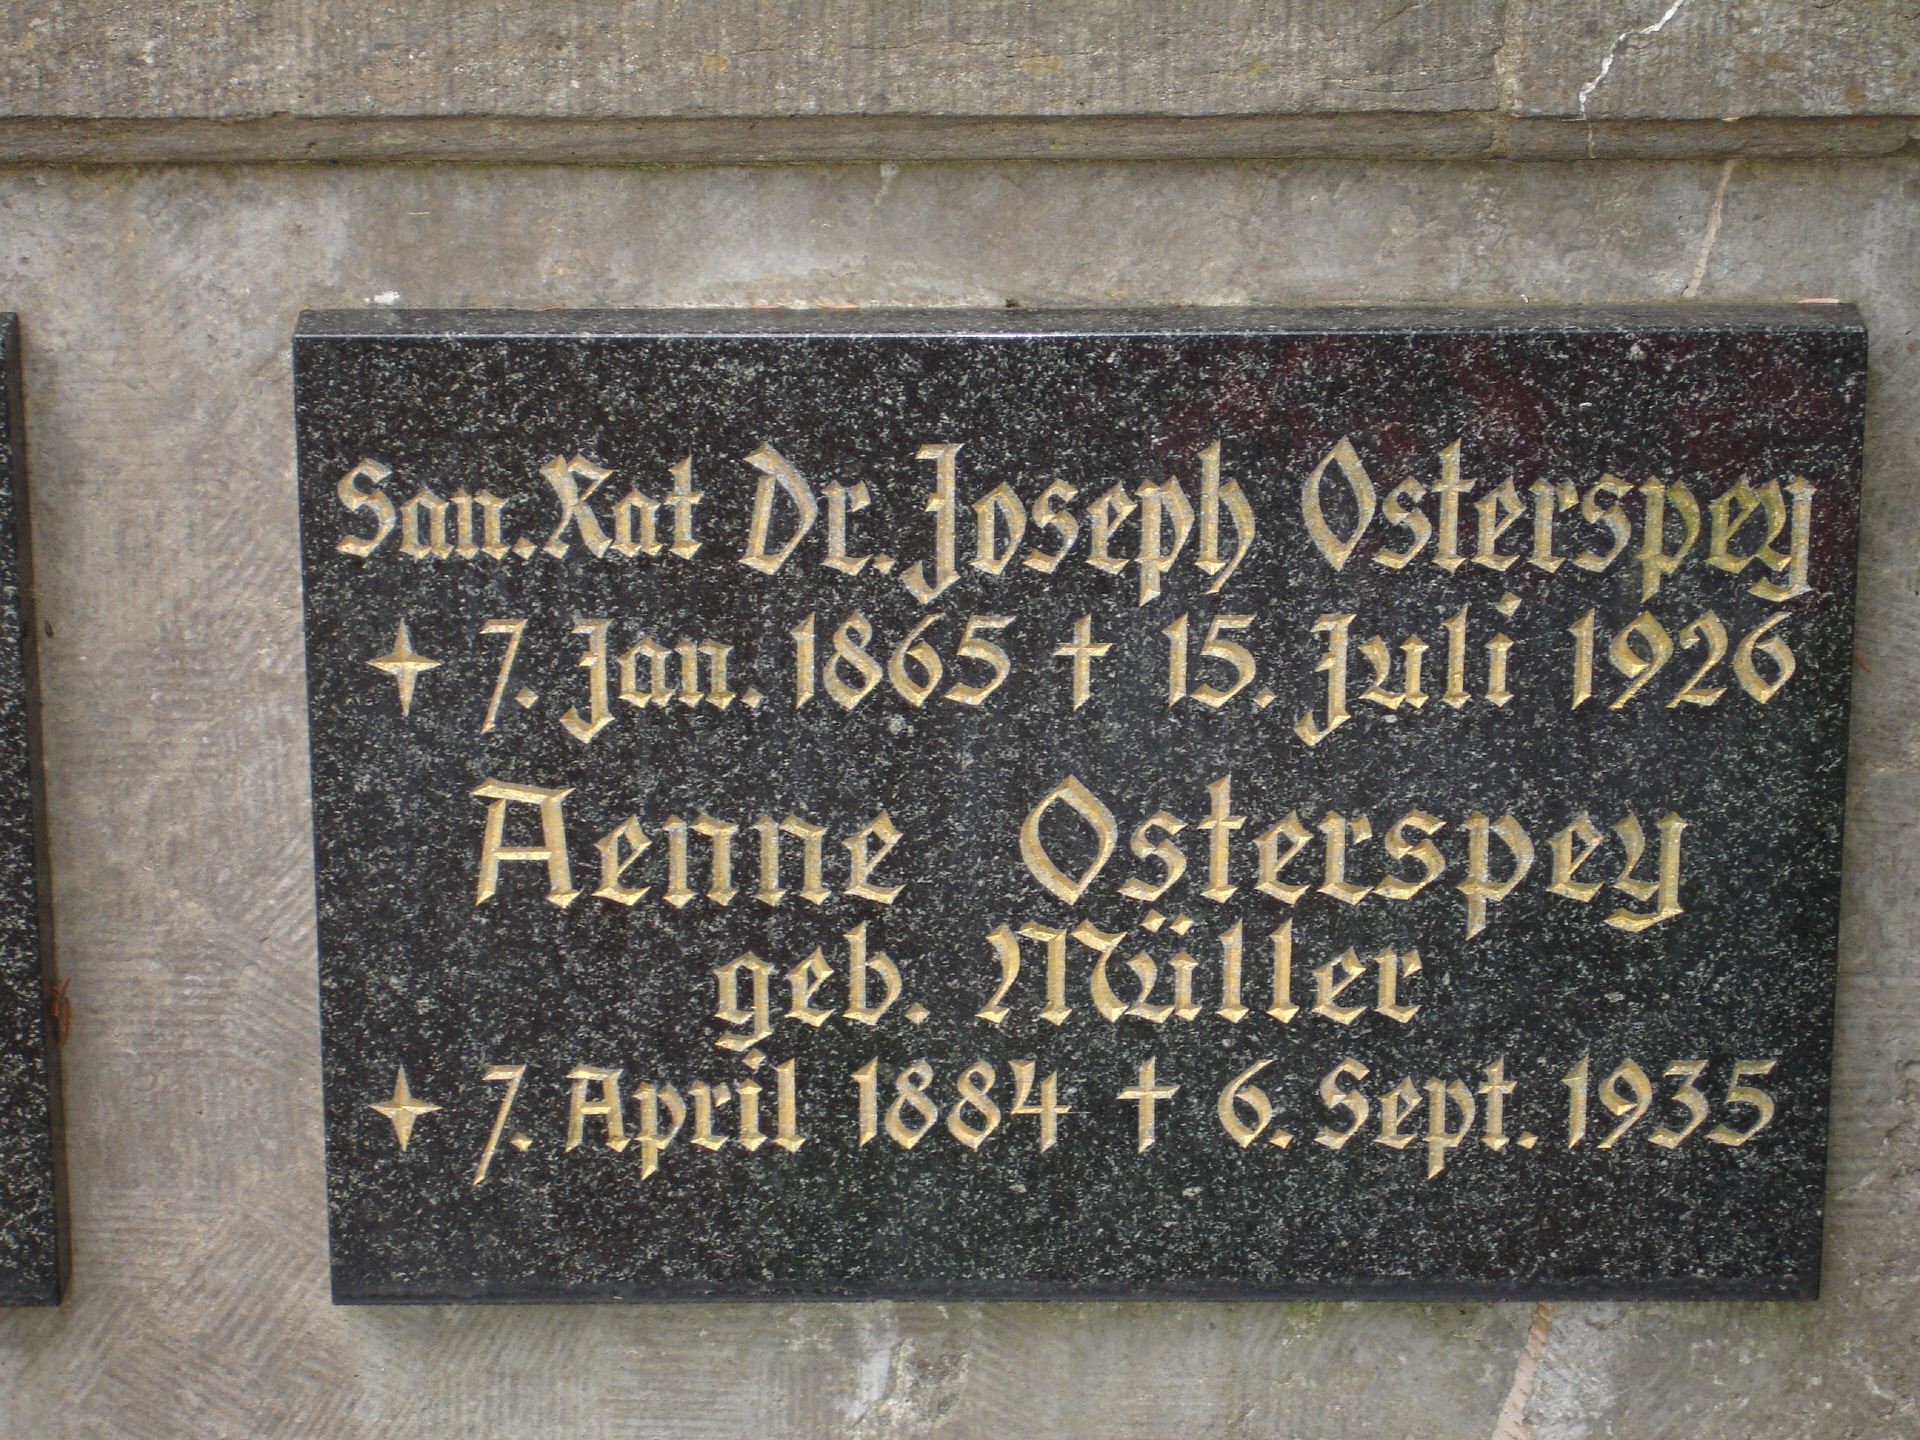 San.Rat Dr. Joseph Osterspey
✦ 7. Jan. 1865 ✝ 15. Juli 1926
Aenne Osterspey
geb. Müller
✦ 7. April 1884 ✝ 6. Sept. 1935